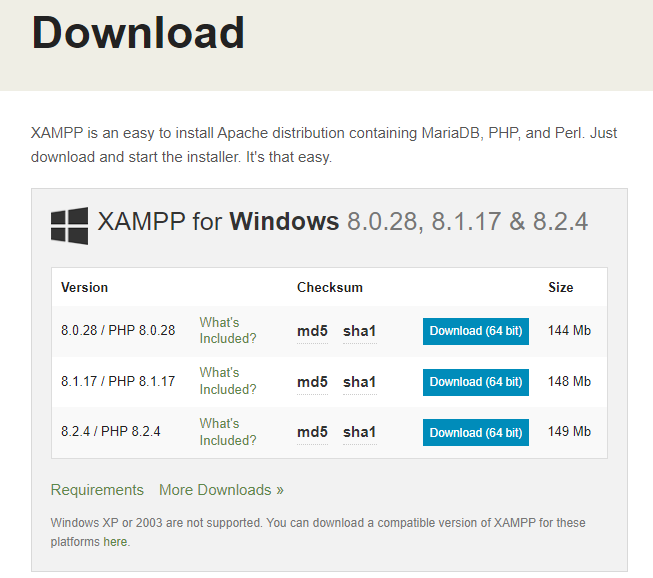 Download
XAMPP is an easy to install Apache distribution containing MariaDB, PHP, and Perl. Just
download and start the installer. It's that easy.
XAMPP for Windows 8.0.28, 8.1.17 & 8.2.4
Version Checksum Size
8.0.28 / PHP 8.0.28 What's Included? md5 sha1 Download (64 bit) 144 Mb
8.1.17 / PHP 8.1.17 What's Included? md5 sha1 Download (64 bit) 148 Mb
8.2.4 / PHP 8.2.4 What's Included? md5 sha1 Download (64 bit) 149 Mb
Requirements More Downloads »
Windows XP or 2003 are not supported. You can download a compatible version of XAMPP for these
platforms here.